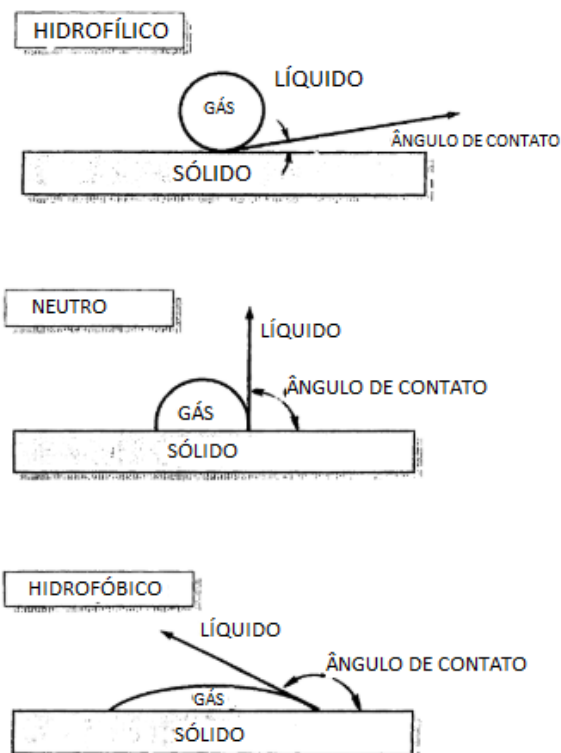 HIDROFÍLICO
LÍQUIDO
GÁS
ÂNGULO DE CONTATO
SÓLIDO
NEUTRO
LÍQUIDO
ÂNGULO DE CONTATO
GÁS
SÓLIDO
HIDROFÓBICO
LÍQUIDO
ÂNGULO DE CONTATO
GÁS
SÓLIDO